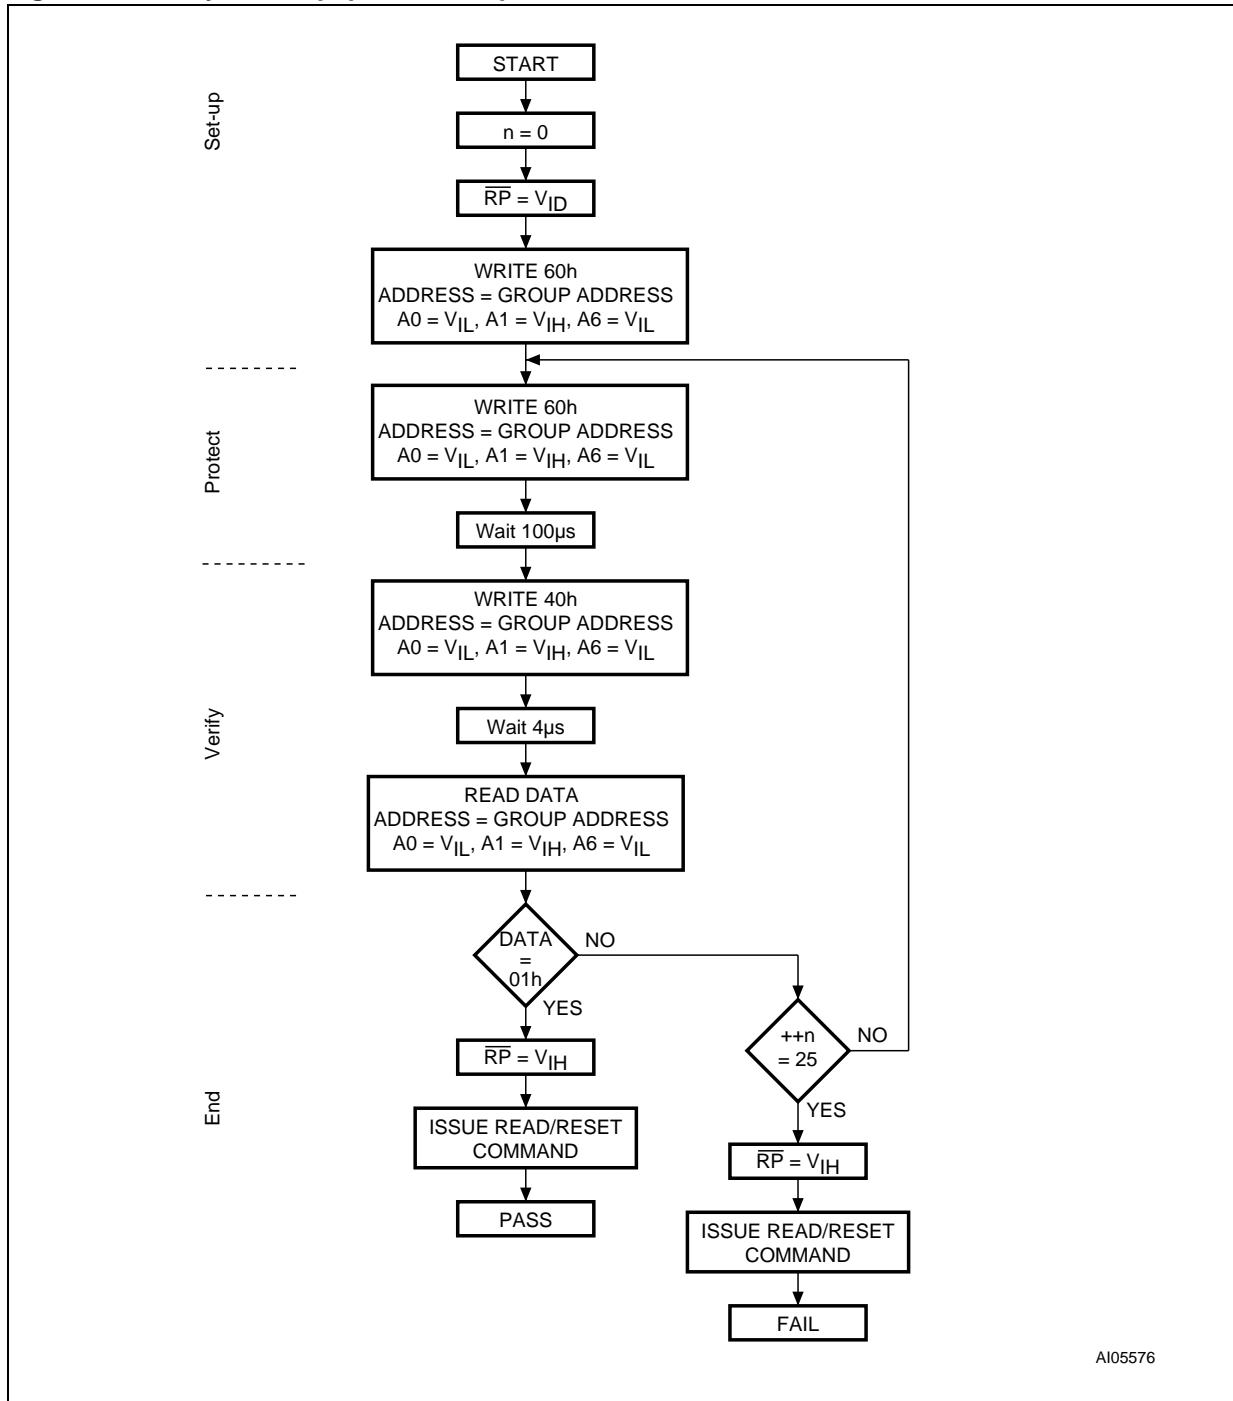 START
Set-up
n = 0
RP = VID
WRITE 60h
ADDRESS = GROUP ADDRESS
A0 = VIL, A1 = VIH, A6 = VIL
Protect
WRITE 60h
ADDRESS = GROUP ADDRESS
A0 = VIL, A1 = VIH, A6 = VIL
Wait 100µs
Verify
WRITE 40h
ADDRESS = GROUP ADDRESS
A0 = VIL, A1 = VIH, A6 = VIL
Wait 4µs
READ DATA
ADDRESS = GROUP ADDRESS
A0 = VIL, A1 = VIH, A6 = VIL
End
DATA
=
01h
NO
YES
++n
= 25
NO
YES
RP = VIH
ISSUE READ/RESET
COMMAND
PASS
RP = VIH
ISSUE READ/RESET
COMMAND
FAIL
AI05576